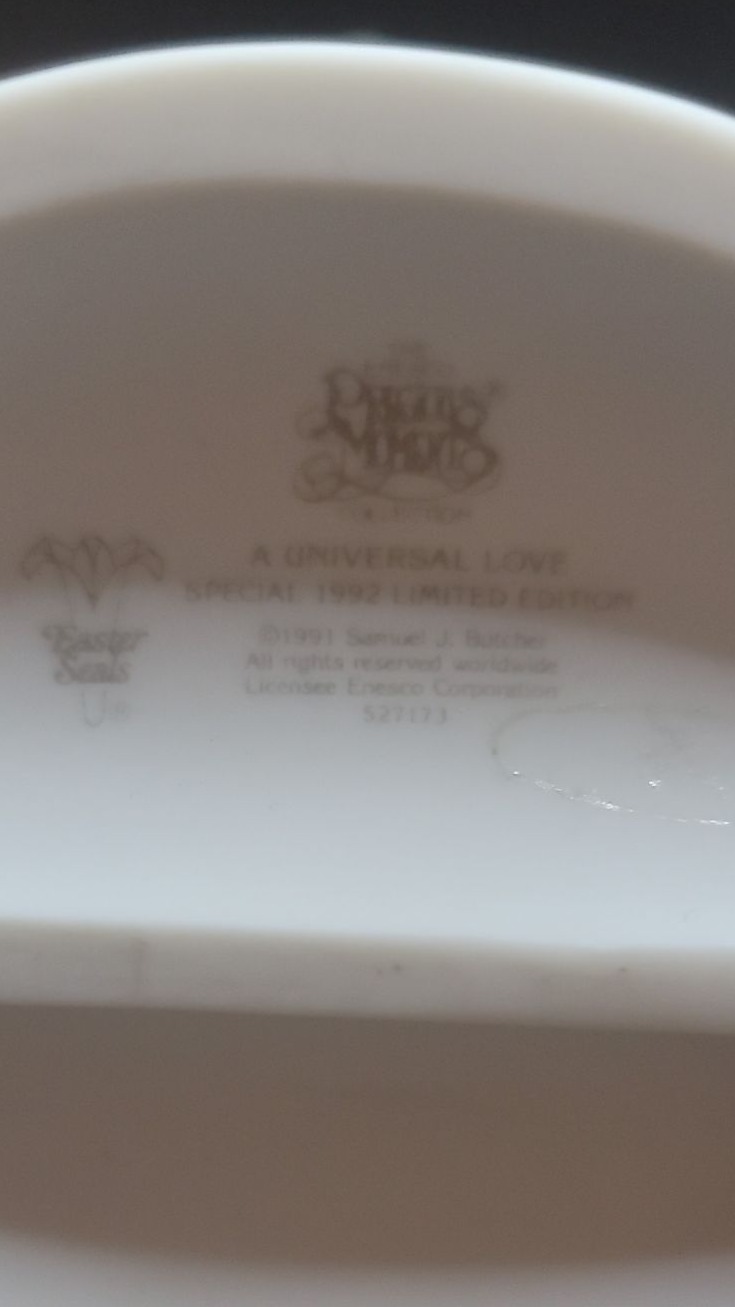 THE
Precious
Moments®
COLLECTION
A UNIVERSAL LOVE
SPECIAL 1992 LIMITED EDITION
©1991 Samuel J. Butcher
All rights reserved worldwide
Licensee Enesco Corporation
527173
Easter
Seals
®